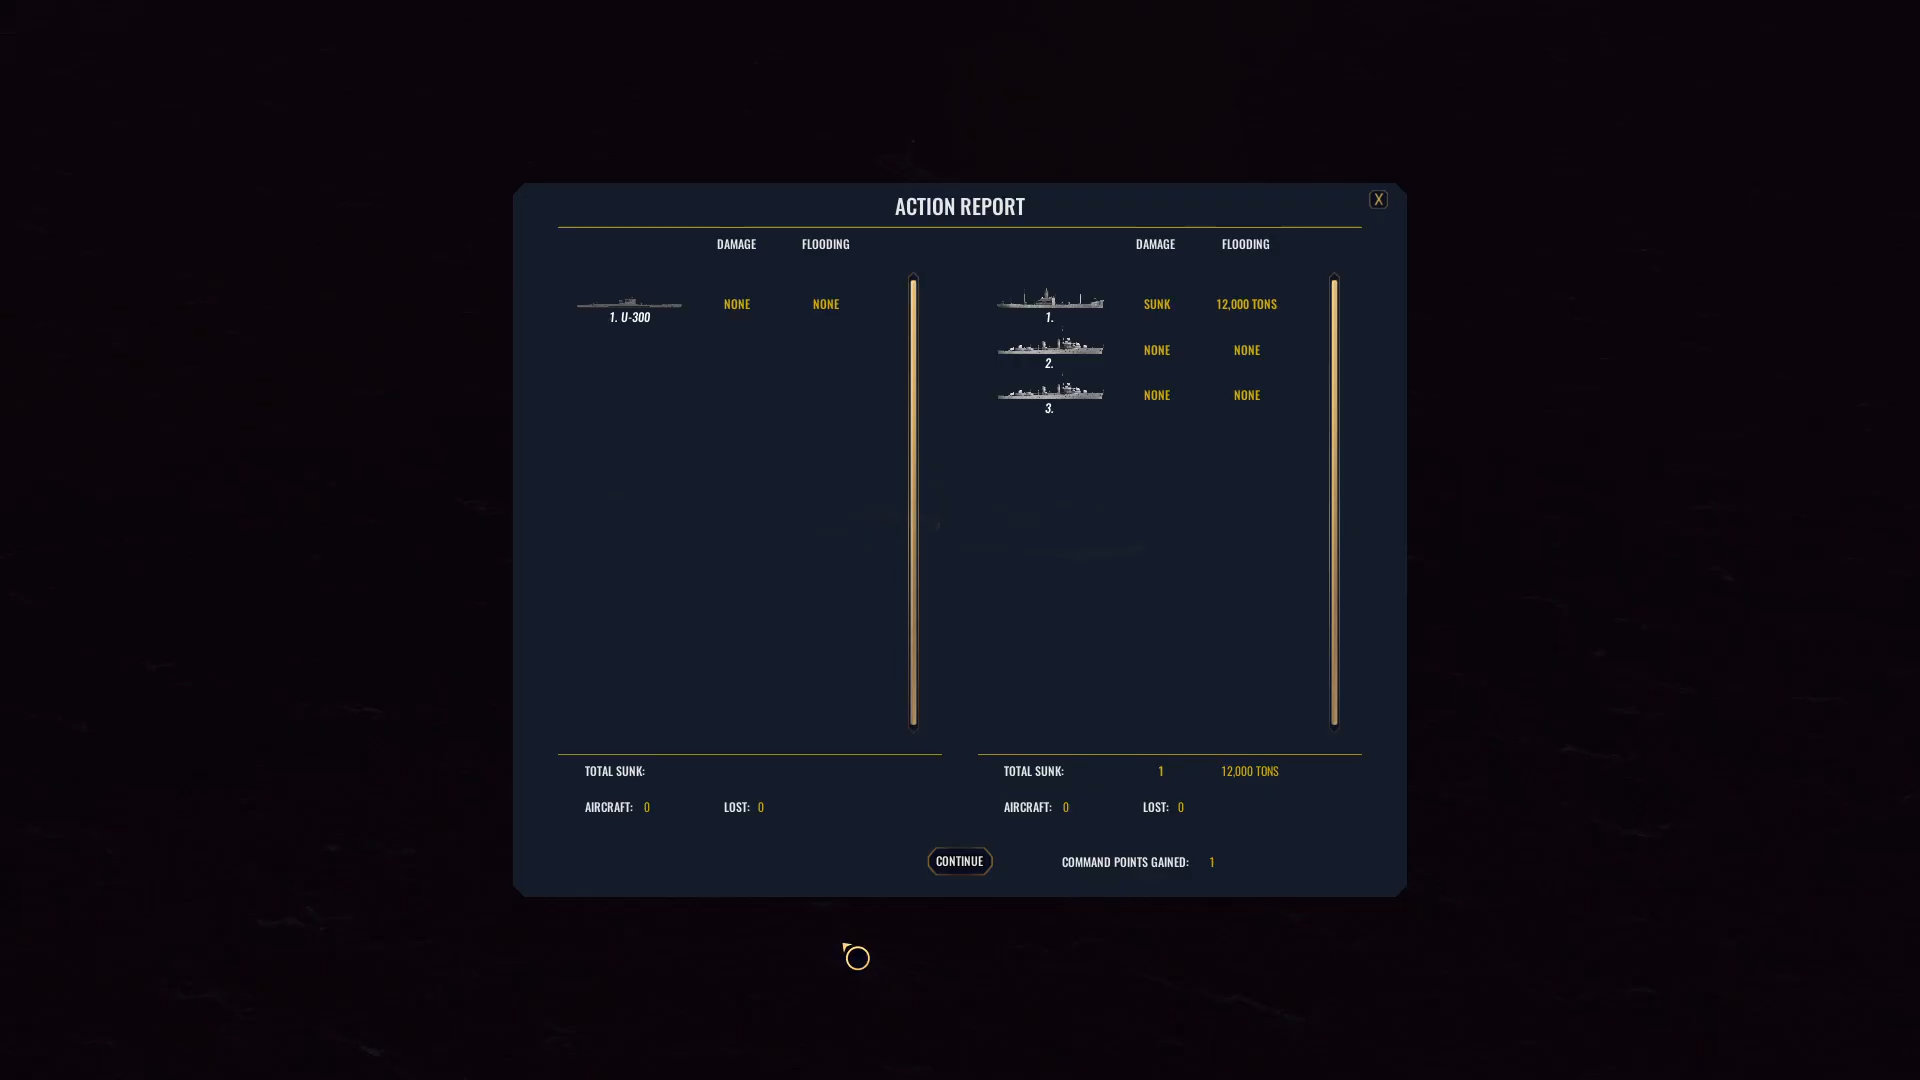 ACTION REPORT
X
DAMAGE FLOODING
NONE NONE
1. U-300
TOTAL SUNK:
AIRCRAFT: 0 LOST: 0
DAMAGE FLOODING
SUNK 12,000 TONS
1.
NONE NONE
2.
NONE NONE
3.
TOTAL SUNK: 1 12,000 TONS
AIRCRAFT: 0 LOST: 0
CONTINUE
COMMAND POINTS GAINED: 1